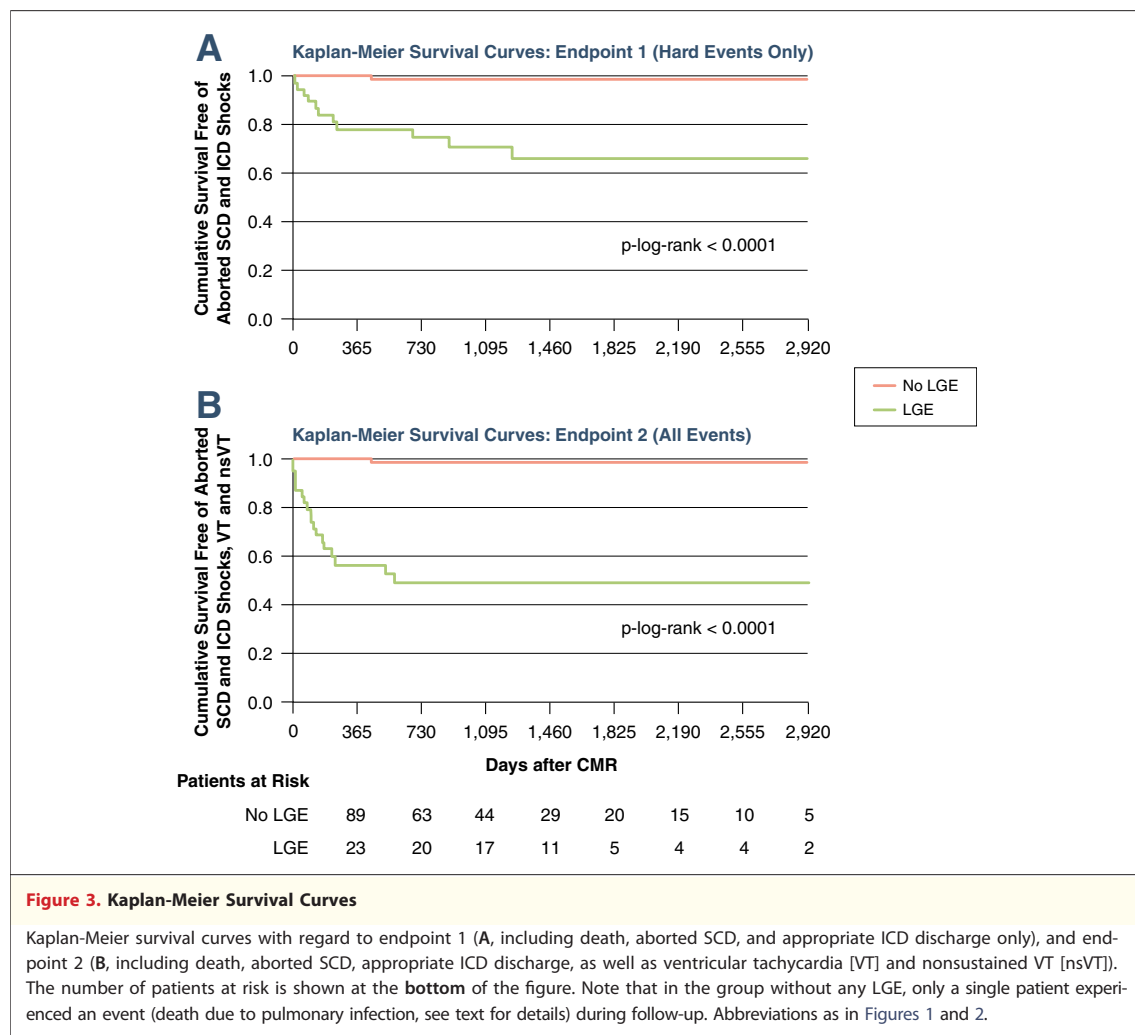 A
Kaplan-Meier Survival Curves: Endpoint 1 (Hard Events Only)
Cumulative Survival Free of
Aborted SCD and ICD Shocks
1.0
0.8
0.6
0.4
0.2
0.0
p-log-rank < 0.0001
0 365 730 1,095 1,460 1,825 2,190 2,555 2,920
No LGE
LGE
B
Kaplan-Meier Survival Curves: Endpoint 2 (All Events)
Cumulative Survival Free of Aborted
SCD and ICD Shocks, VT and nsVT
1.0
0.8
0.6
0.4
0.2
0.0
p-log-rank < 0.0001
0 365 730 1,095 1,460 1,825 2,190 2,555 2,920
Days after CMR
Patients at Risk
No LGE 89 63 44 29 20 15 10 5
LGE 23 20 17 11 5 4 4 2
Figure 3. Kaplan-Meier Survival Curves
Kaplan-Meier survival curves with regard to endpoint 1 (A, including death, aborted SCD, and appropriate ICD discharge only), and end-
point 2 (B, including death, aborted SCD, appropriate ICD discharge, as well as ventricular tachycardia [VT] and nonsustained VT [nsVT]).
The number of patients at risk is shown at the bottom of the figure. Note that in the group without any LGE, only a single patient experi-
enced an event (death due to pulmonary infection, see text for details) during follow-up. Abbreviations as in Figures 1 and 2.